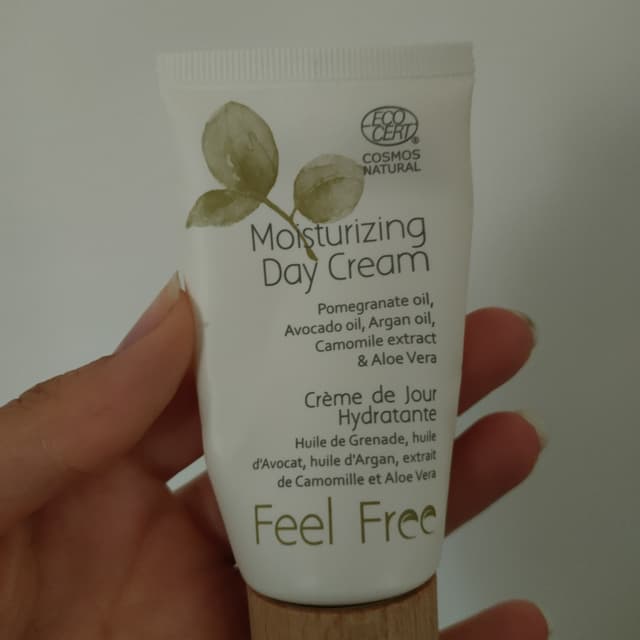 ECO
CERT®
COSMOS
NATURAL
Moisturizing
Day Cream
Pomegranate oil,
Avocado oil, Argan oil,
Camomile extract
& Aloe Vera
Crème de Jour
Hydratante
Huile de Grenade, huile
d'Avocat, huile d'Argan, extrait
de Camomille et Aloe Vera
Feel Free